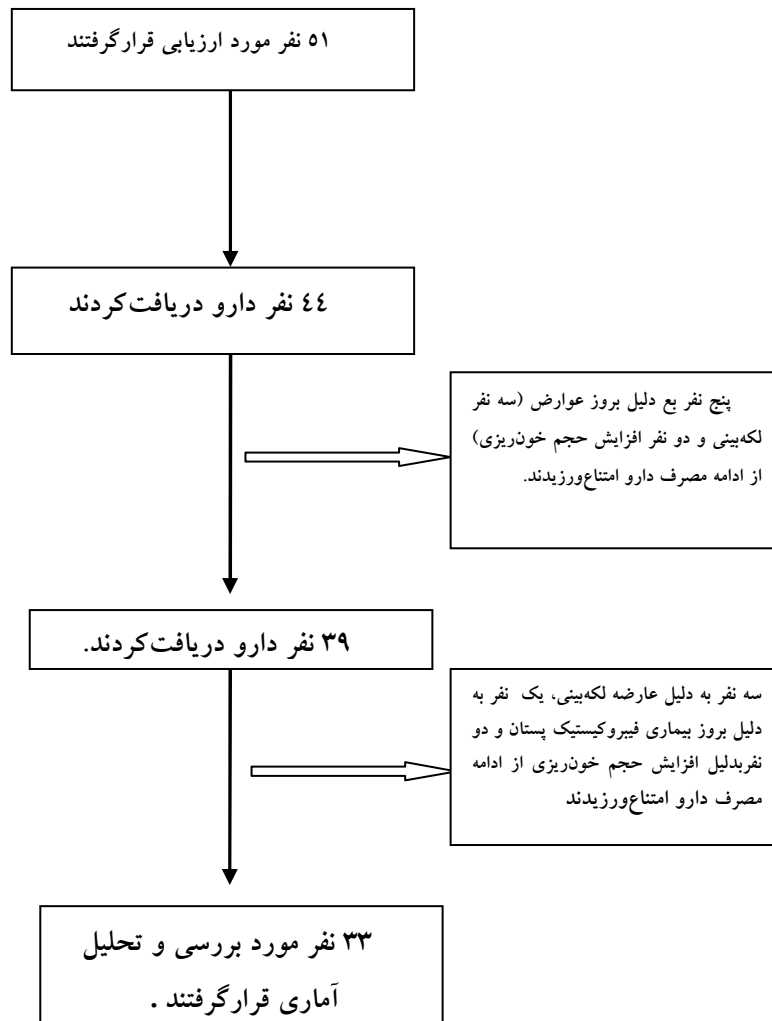 ٥١ نفر مورد ارزیابی قرارگرفتند
٤٤ نفر دارو دریافت‌کردند
پنج نفر بع دلیل بروز عوارض (سه نفر
لکه‌بینی و دو نفر افزایش حجم خون‌ریزی)
از ادامه مصرف دارو امتناع‌ورزیدند.
٣٩ نفر دارو دریافت‌کردند.
سه نفر به دلیل عارضه لکه‌بینی، یک نفر به
دلیل بروز بیماری فیبروکیستیک پستان و دو
نفربدلیل افزایش حجم خون‌ریزی از ادامه
مصرف دارو امتناع‌ورزیدند
٣٣ نفر مورد بررسی و تحلیل
آماری قرارگرفتند .